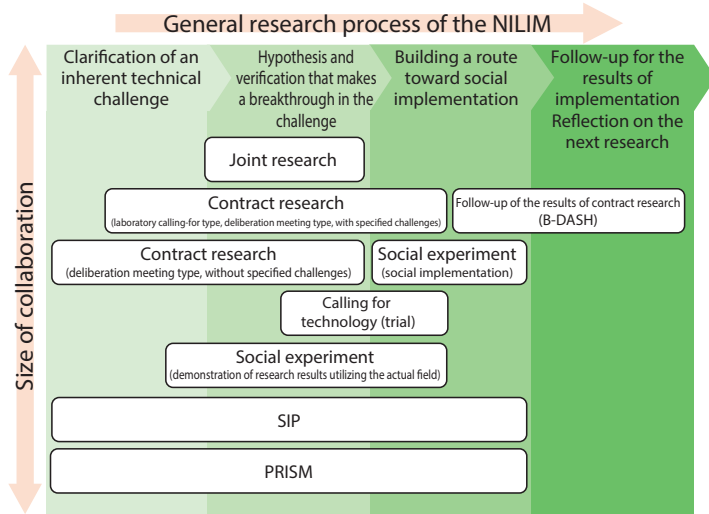 General research process of the NILIM
Clarification of an
inherent technical
challenge
Hypothesis and
verification that makes
a breakthrough in the
challenge
Building a route
toward social
implementation
Follow-up for the
results of
implementation
Reflection on the
next research
Size of collaboration
Joint research
Contract research
(laboratory calling-for type, deliberation meeting type, with specified challenges)
Follow-up of the results of contract research
(B-DASH)
Contract research
(deliberation meeting type, without specified challenges)
Social experiment
(social implementation)
Calling for
technology (trial)
Social experiment
(demonstration of research results utilizing the actual field)
SIP
PRISM